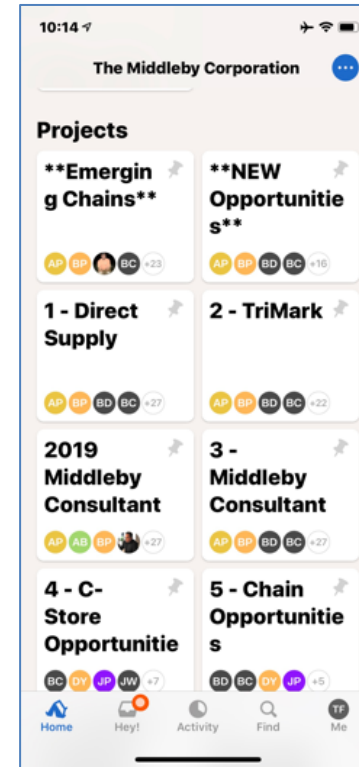 10:14
The Middleby Corporation
Projects
**Emergin
g Chains**
AP BP BC +23
**NEW
Opportunitie
s**
AP BP BD BC +16
1 - Direct
Supply
AP BP BD BC +27
2 - TriMark
AP BP BD BC +22
2019
Middleby
Consultant
AP AB BP +27
3 -
Middleby
Consultant
AP BP BD BC +27
4 - C-
Store
Opportunitie
BC DY JP JW +7
5 - Chain
Opportunitie
s
BD BC DY JP +5
TF
Home Hey! Activity Find Me